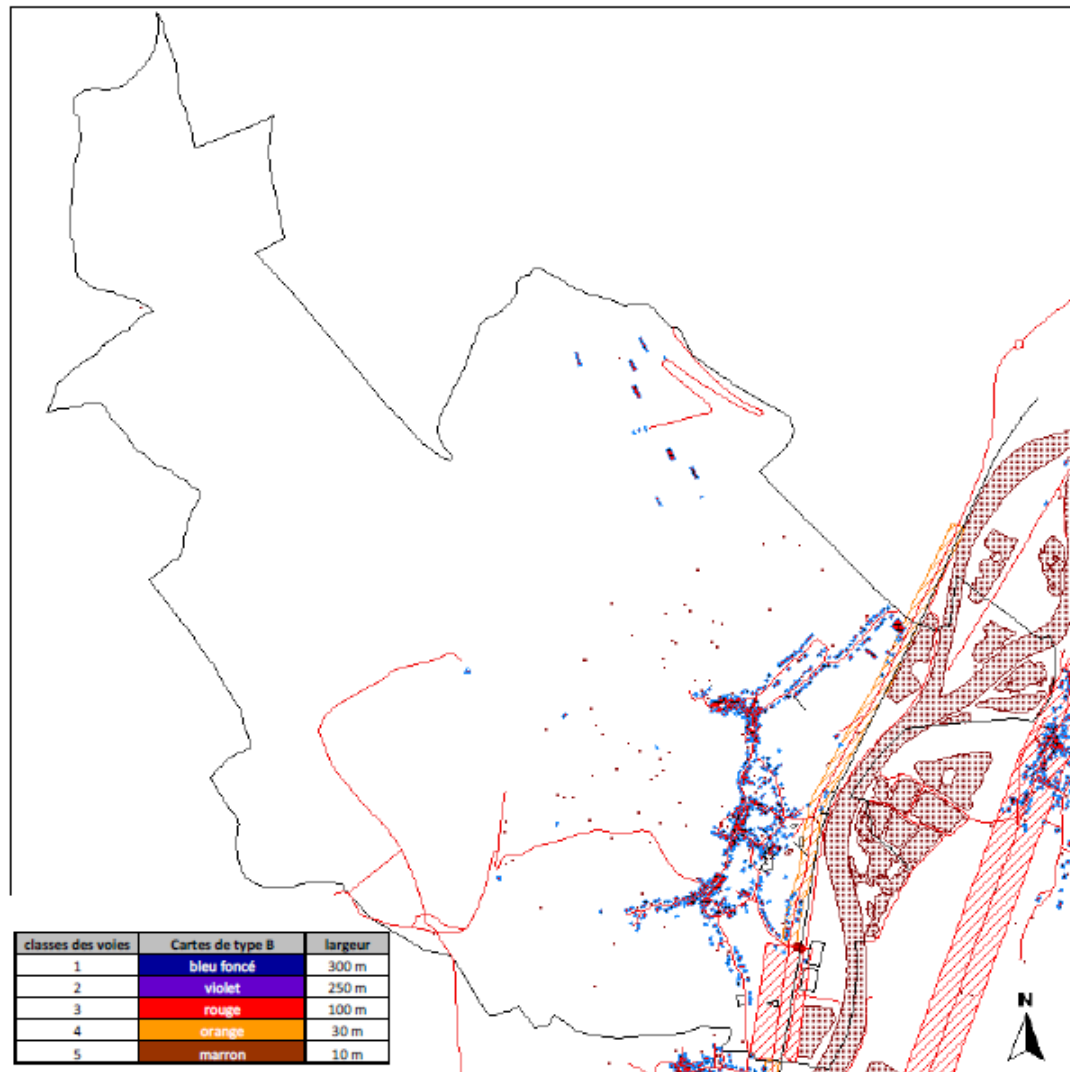 N
classes des voies Cartes de type B largeur
1 bleu foncé 300 m
2 violet 250 m
3 rouge 100 m
4 orange 30 m
5 marron 10 m